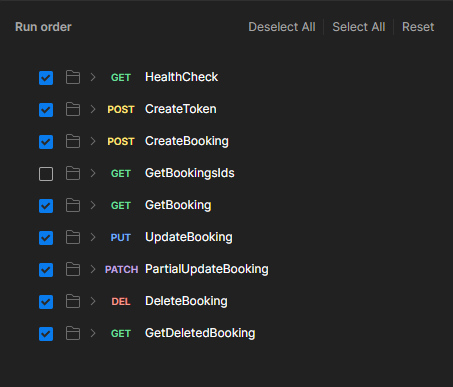 Run order Deselect All Select All Reset
GET HealthCheck
POST CreateToken
POST CreateBooking
GET GetBookingsIds
GET GetBooking
PUT UpdateBooking
PATCH PartialUpdateBooking
DEL DeleteBooking
GET GetDeletedBooking